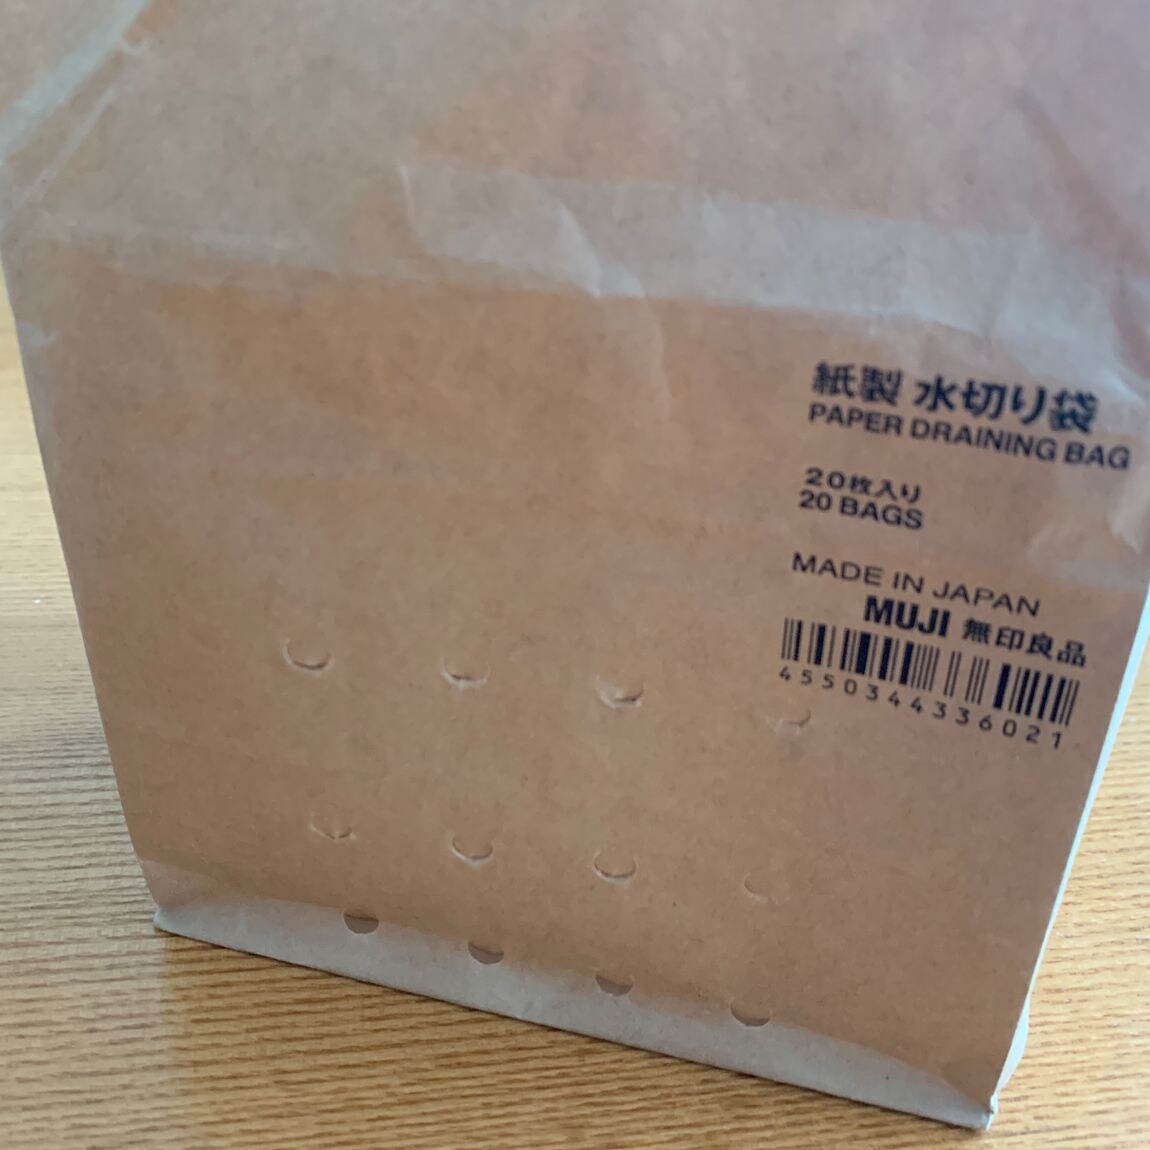 紙製 水切り袋
PAPER DRAINING BAG
20枚入り
20 BAGS
MADE IN JAPAN
MUJI 無印良品
4550344336021